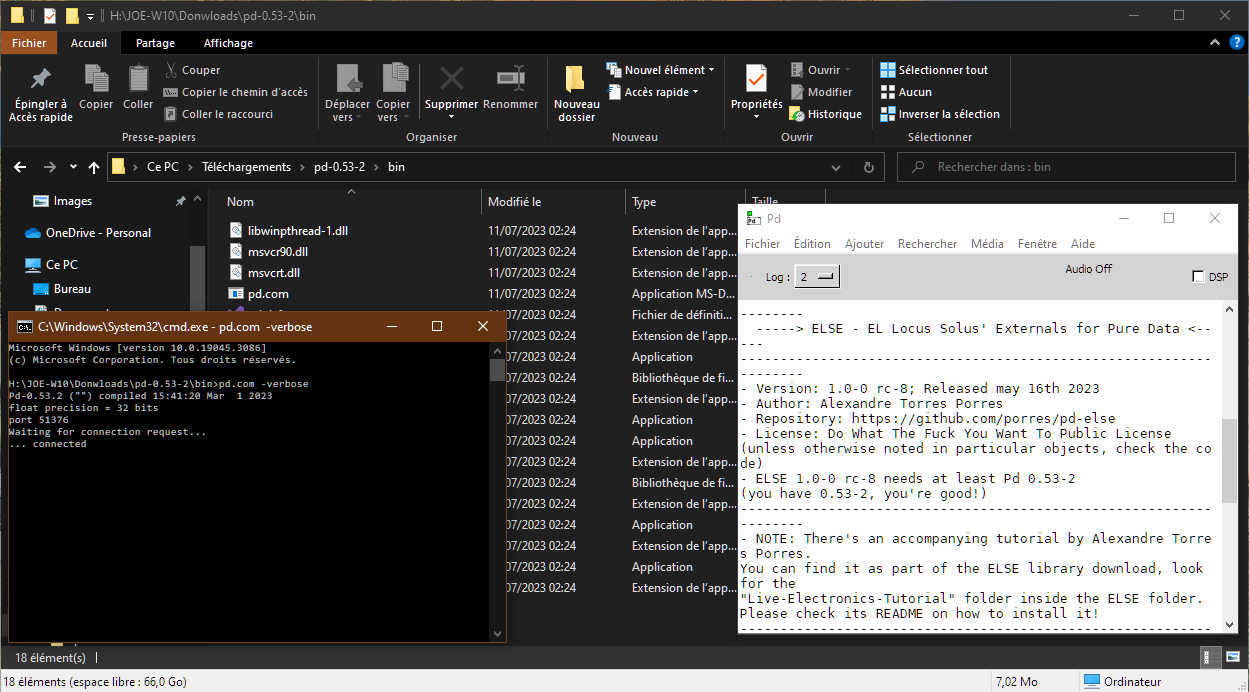 H:\JOE-W10\Donwloads\pd-0.53-2\bin
Fichier
Accueil
Partage
Affichage
Épingler à
Accès rapide
Copier
Coller
Couper
Copier le chemin d'accès
Coller le raccourci
Presse-papiers
Déplacer
vers
Copier
vers
Supprimer
Renommer
Organiser
Nouveau
dossier
Nouvel élément
Accès rapide
Nouveau
Propriétés
Ouvrir
Modifier
Historique
Ouvrir
Sélectionner tout
Aucun
Inverser la sélection
Sélectionner
Ce PC
Téléchargements
pd-0.53-2
bin
Rechercher dans : bin
Images
OneDrive - Personal
Ce PC
Bureau
Nom
Modifié le
Type
Taille
libwinpthread-1.dll 11/07/2023 02:24 Extension de l'app...
msvcr90.dll 11/07/2023 02:24 Extension de l'app...
msvcrt.dll 11/07/2023 02:24 Extension de l'app...
pd.com 11/07/2023 02:24 Application MS-D...
11/07/2023 02:24 Fichier de définiti...
07/2023 02:24 Extension de l'app...
07/2023 02:24 Application
07/2023 02:24 Bibliothèque de fi...
07/2023 02:24 Extension de l'app...
07/2023 02:24 Application
07/2023 02:24 Application
07/2023 02:24 Extension de l'app...
07/2023 02:24 Bibliothèque de fi...
07/2023 02:24 Extension de l'app...
07/2023 02:24 Application
07/2023 02:24 Extension de l'app...
07/2023 02:24 Application
07/2023 02:24 Extension de l'app...
C:\Windows\System32\cmd.exe - pd.com -verbose
Microsoft Windows [version 10.0.19045.3086]
(c) Microsoft Corporation. Tous droits réservés.
H:\JOE-W10\Donwloads\pd-0.53-2\bin>pd.com -verbose
Pd-0.53.2 ("") compiled 15:41:20 Mar  1 2023
float precision = 32 bits
port 51376
Waiting for connection request...
... connected
Pd
Fichier
Édition
Ajouter
Rechercher
Média
Fenêtre
Aide
Log :
2
Audio Off
DSP
--------
-----> ELSE - EL Locus Solus' Externals for Pure Data <--
---
------------------------------------------------------------
--------
- Version: 1.0-0 rc-8; Released may 16th 2023
- Author: Alexandre Torres Porres
- Repository: https://github.com/porres/pd-else
- License: Do What The Fuck You Want To Public License
(unless otherwise noted in particular objects, check the co
de)
- ELSE 1.0-0 rc-8 needs at least Pd 0.53-2
(you have 0.53-2, you're good!)
------------------------------------------------------------
--------
- NOTE: There's an accompanying tutorial by Alexandre Torre
s Porres.
You can find it as part of the ELSE library download, look
for the
"Live-Electronics-Tutorial" folder inside the ELSE folder.
Please check its README on how to install it!
------------------------------------------------------------
18 élément(s)
18 éléments (espace libre : 66,0 Go)
7,02 Mo
Ordinateur